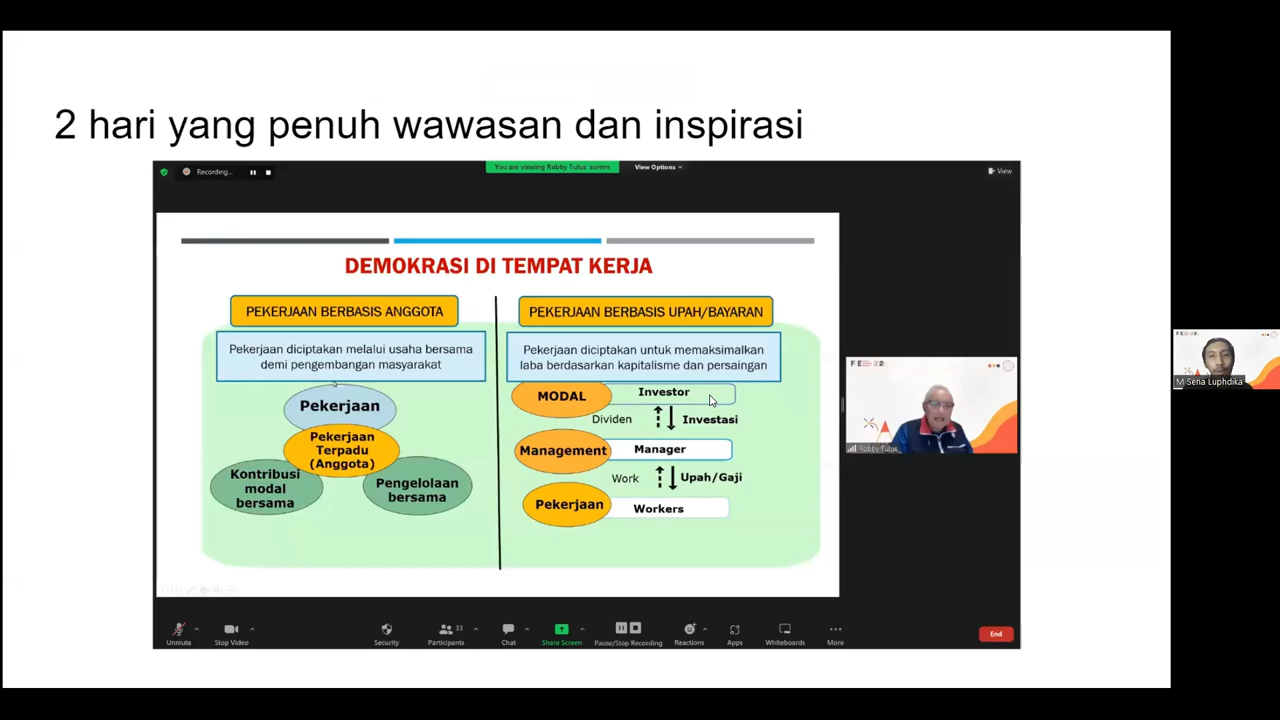 2 hari yang penuh wawasan dan inspirasi
Recording...
You are viewing Robby Tulus' screen
View Options
View
DEMOKRASI DI TEMPAT KERJA
PEKERJAAN BERBASIS ANGGOTA
Pekerjaan diciptakan melalui usaha bersama
demi pengembangan masyarakat
Pekerjaan
Pekerjaan
Terpadu
(Anggota)
Kontribusi
modal
bersama
Pengelolaan
bersama
PEKERJAAN BERBASIS UPAH/BAYARAN
Pekerjaan diciptakan untuk memaksimalkan
laba berdasarkan kapitalisme dan persaingan
MODAL
Investor
Dividen
Investasi
Management
Manager
Work
Upah/Gaji
Pekerjaan
Workers
Robby Tulus
M Sena Luphdika
Unmute
Stop Video
Security
Participants
33
Chat
Share Screen
Pause/Stop Recording
Reactions
Apps
Whiteboards
More
End